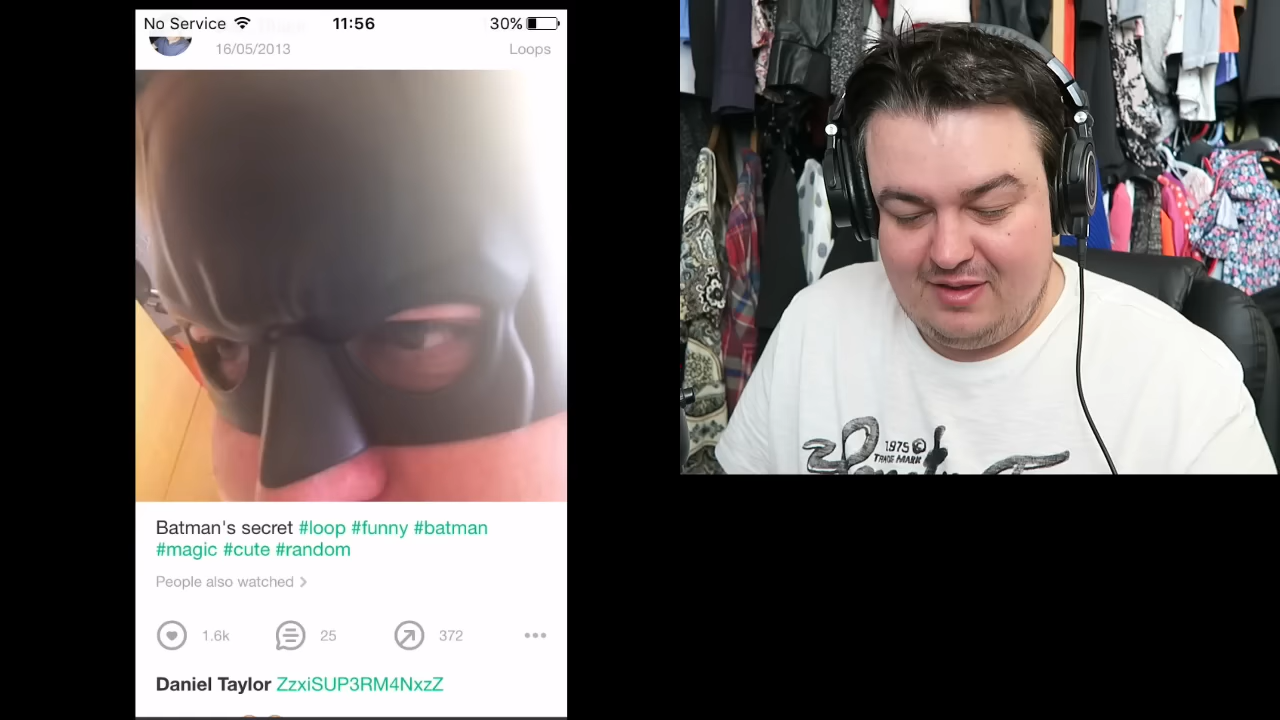 No Service 11:56 30%
16/05/2013 Loops
Batman's secret #loop #funny #batman
#magic #cute #random
People also watched
1.6k 25 372
Daniel Taylor ZzxiSUP3RM4NxzZ
1975 ©
TRADE MARK